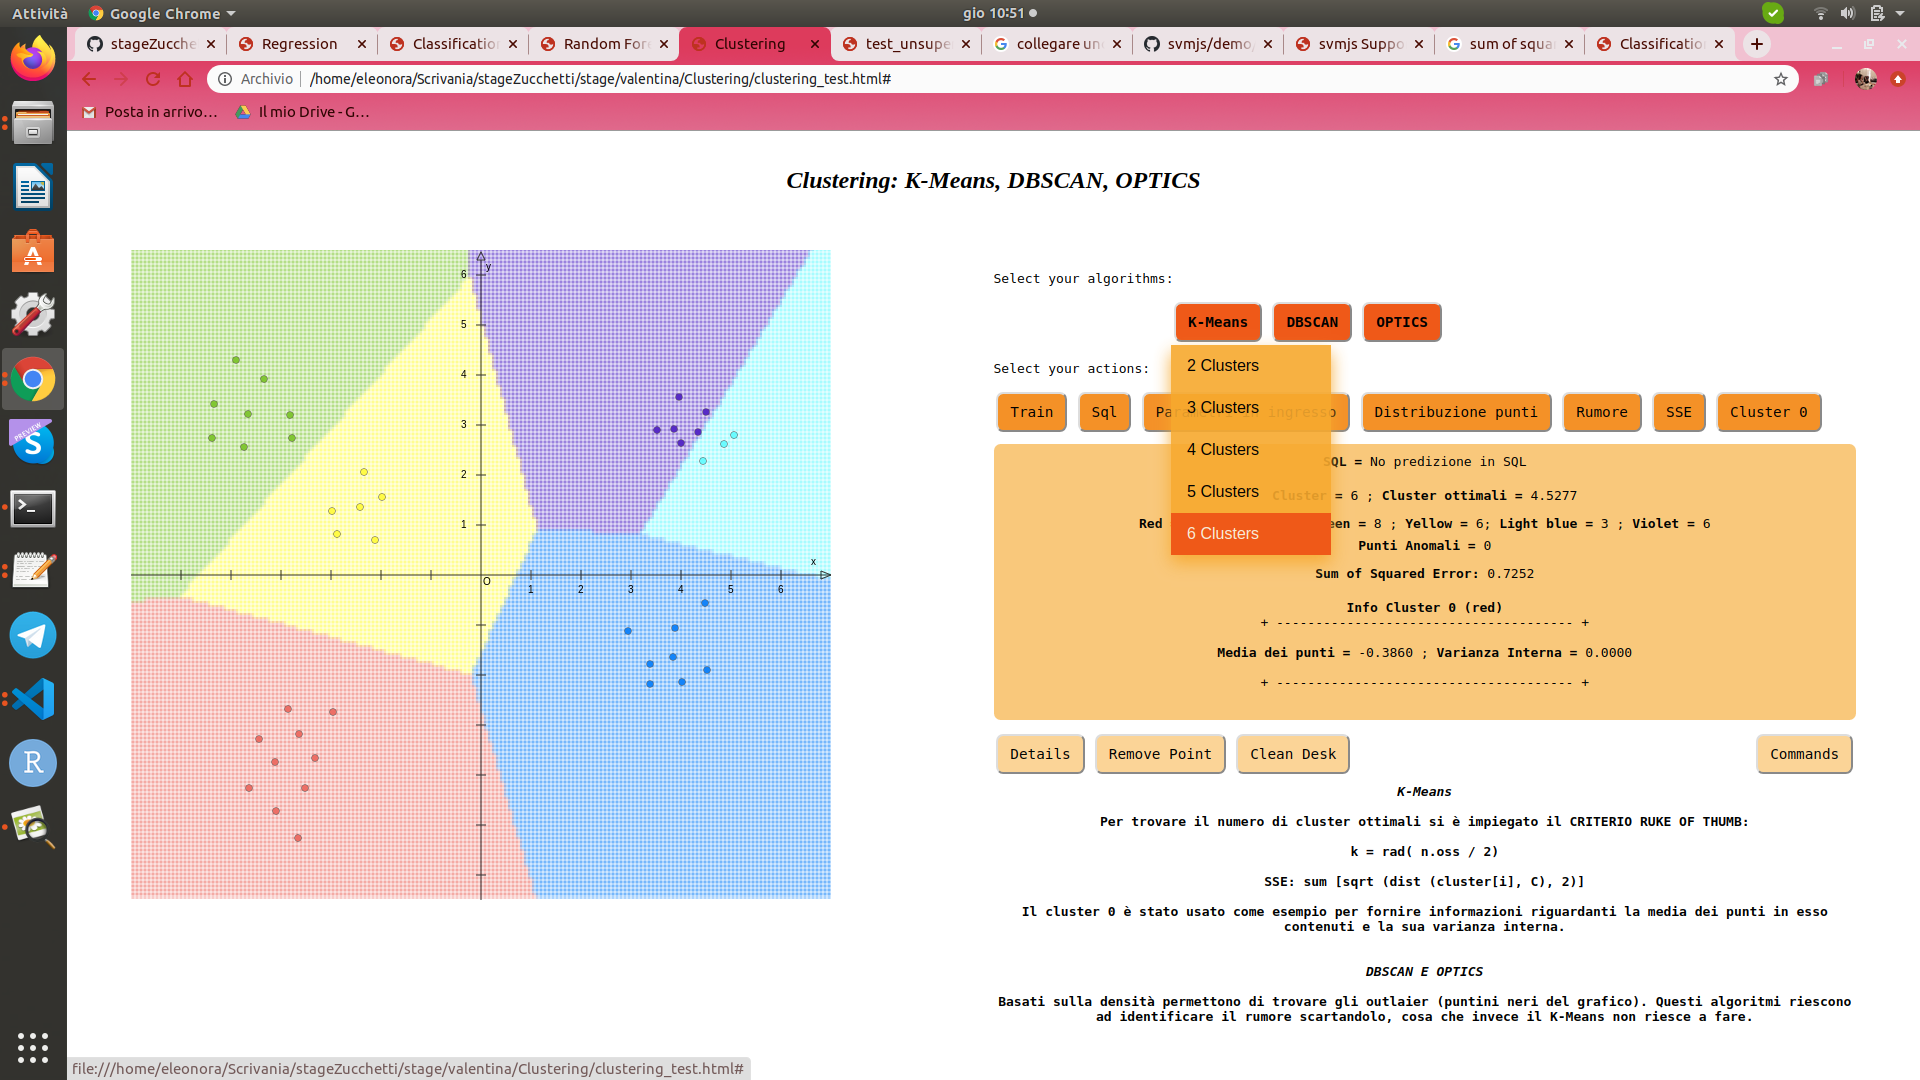 Attività
Google Chrome
gio 10:51
stageZucche
Regression
Classificatio
Random For
Clustering
test_unsupe
collegare un
svmjs/demo
svmjs Suppo
sum of squa
Classificatio
Archivio
/home/eleonora/Scrivania/stageZucchetti/stage/valentina/Clustering/clustering_test.html#
Posta in arrivo…
Il mio Drive - G…
PREVIEW
Clustering: K-Means, DBSCAN, OPTICS
y
6
5
4
3
2
1
x
O
1 2 3 4 5 6
Select your algorithms:
K-Means
DBSCAN
OPTICS
Select your actions:
2 Clusters
3 Clusters
4 Clusters
5 Clusters
6 Clusters
Train
Sql
ingresso
Distribuzione punti
Rumore
SSE
Cluster 0
SQL = No predizione in SQL
Cluster = 6 ; Cluster ottimali = 4.5277
Red een = 8 ; Yellow = 6; Light blue = 3 ; Violet = 6
Punti Anomali = 0
Sum of Squared Error: 0.7252
Info Cluster 0 (red)
+ -------------------------------------- +
Media dei punti = -0.3860 ; Varianza Interna = 0.0000
+ -------------------------------------- +
Details
Remove Point
Clean Desk
Commands
K-Means
Per trovare il numero di cluster ottimali si è impiegato il CRITERIO RUKE OF THUMB:
k = rad( n.oss / 2)
SSE: sum [sqrt (dist (cluster[i], C), 2)]
Il cluster 0 è stato usato come esempio per fornire informazioni riguardanti la media dei punti in esso
contenuti e la sua varianza interna.
DBSCAN E OPTICS
Basati sulla densità permettono di trovare gli outlaier (puntini neri del grafico). Questi algoritmi riescono
ad identificare il rumore scartandolo, cosa che invece il K-Means non riesce a fare.
file:///home/eleonora/Scrivania/stageZucchetti/stage/valentina/Clustering/clustering_test.html#